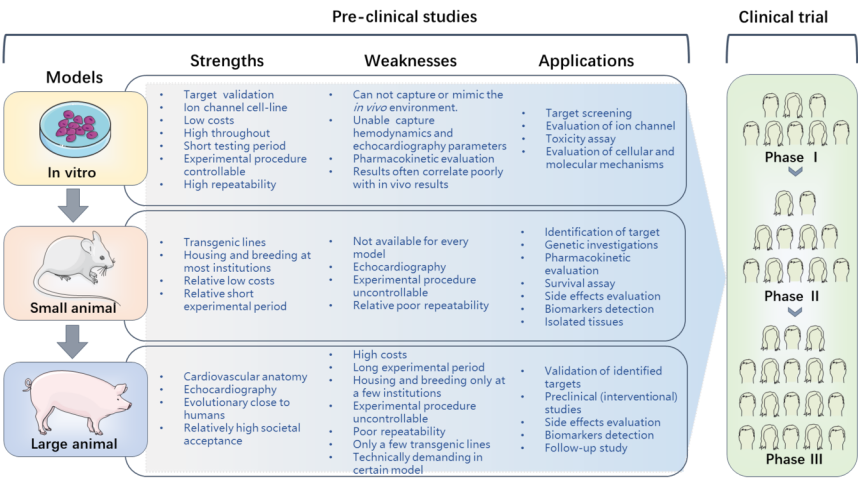 Pre-clinical studies
Clinical trial
Models
Strengths
Weaknesses
Applications
In vitro
• Target validation
• Ion channel cell-line
• Low costs
• High throughout
• Short testing period
• Experimental procedure
controllable
• High repeatability
• Can not capture or mimic the
in vivo environment.
• Unable capture
hemodynamics and
echocardiography parameters
• Pharmacokinetic evaluation
• Results often correlate poorly
with in vivo results
• Target screening
• Evaluation of ion channel
• Toxicity assay
• Evaluation of cellular and
molecular mechanisms
Small animal
• Transgenic lines
• Housing and breeding at
most institutions
• Relative low costs
• Relative short
experimental period
• Not available for every
model
• Echocardiography
• Experimental procedure
uncontrollable
• Relative poor repeatability
• Identification of target
• Genetic investigations
• Pharmacokinetic
evaluation
• Survival assay
• Side effects evaluation
• Biomarkers detection
• Isolated tissues
Large animal
• Cardiovascular anatomy
• Echocardiography
• Evolutionary close to
humans
• Relatively high societal
acceptance
• High costs
• Long experimental period
• Housing and breeding only at
a few institutions
• Experimental procedure
uncontrollable
• Poor repeatability
• Only a few transgenic lines
• Technically demanding in
certain model
• Validation of identified
targets
• Preclinical (interventional)
studies
• Side effects evaluation
• Biomarkers detection
• Follow-up study
Phase I
Phase II
Phase III